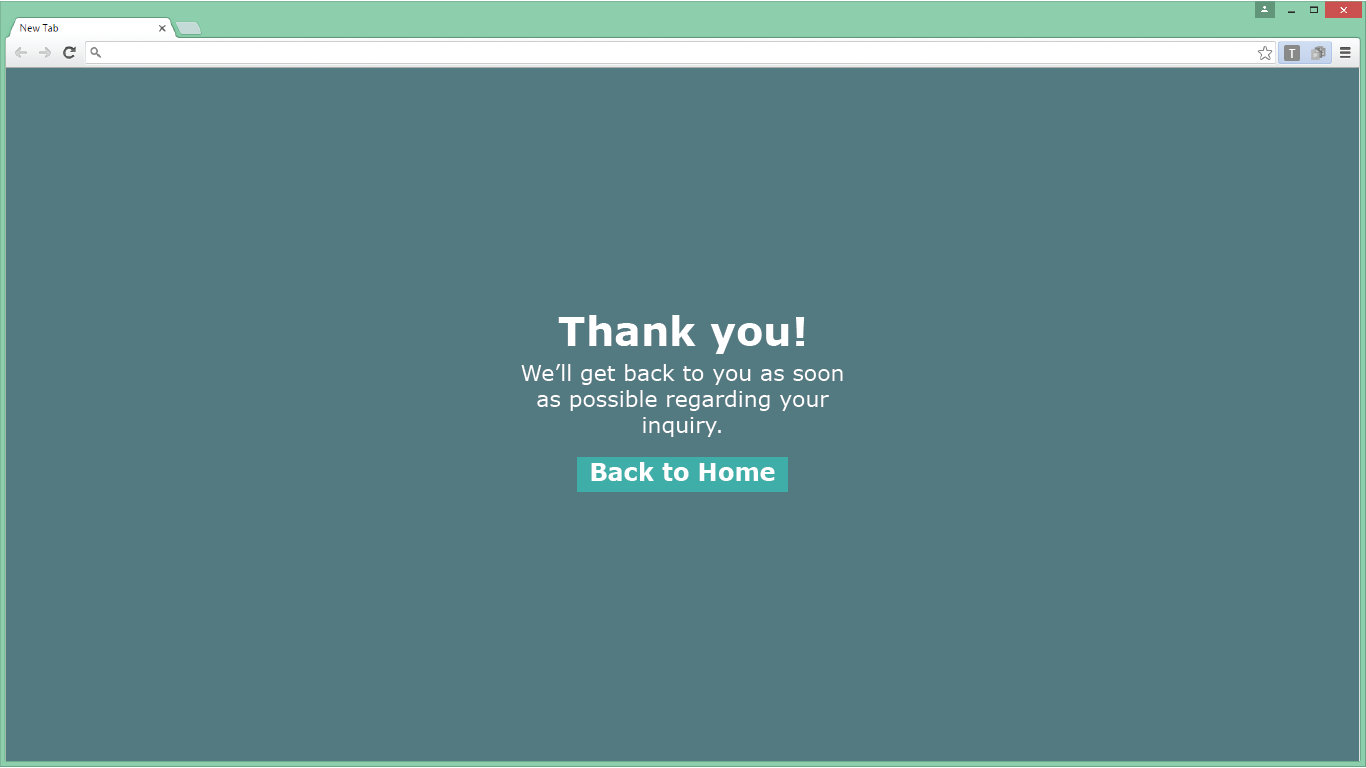 New Tab
T
Thank you!
We’ll get back to you as soon
as possible regarding your
inquiry.
Back to Home